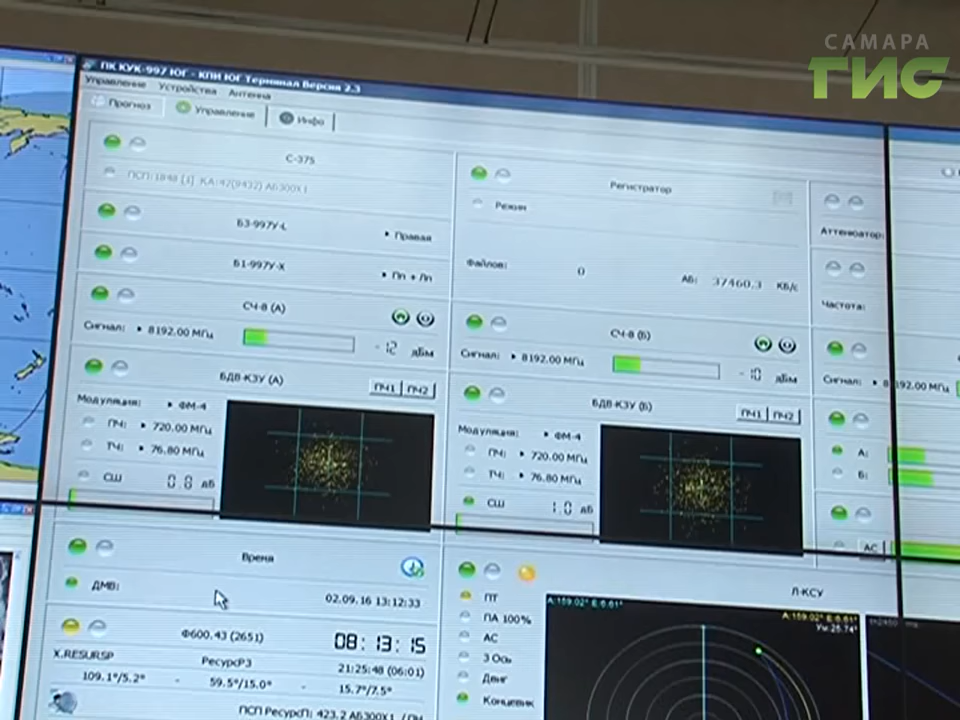 САМАРА
ГИС
ПК КУК-997 ЮГ - КПИ ЮГ Терминал Версия 2.3
Управление Устройства Антенна
Прогноз Управление Инфо
С-375
ПСП:1848 [1] КА:47(9432) АБ300Х1
Б3-997У-L
Правая
Б1-997У-Х
Пп + Лп
СЧ-8 (А)
Сигнал: 8192.00 МГц -12 дБм
БДВ-КЗУ (А)
ПЧ1 ПЧ2
Модуляция: ФМ-4
ПЧ: 720.00 МГц
ТЧ: 76.80 МГц
СШ 0.0 дБ
Регистратор
Режим
Файлов: 0 АБ: 37460.3 КБ/с
СЧ-8 (Б)
Сигнал: 8192.00 МГц -10 дБм
БДВ-КЗУ (Б)
ПЧ1 ПЧ2
Модуляция: ФМ-4
ПЧ: 720.00 МГц
ТЧ: 76.80 МГц
СШ 1.0 дБ
Аттенюатор:
Частота:
Сигнал: 8192.00 МГц
А:
Б:
АС
Время
ДМВ: 02.09.16 13:12:33
Ф600.43 (2651) 08:13:15
X.RESURSP РесурсР3 21:25:48 (06:01)
109.1°/5.2° - 59.5°/15.0° - 15.7°/7.5°
ПСП РесурсП: 423.2 АБ300Х1
Л-КСУ
ПТ
ПА 100%
АС
3 Ось
Двиг
Концевик
А:159.02° Е:6.61°
А:159.02° Е:6.61°
Ум:25.74°